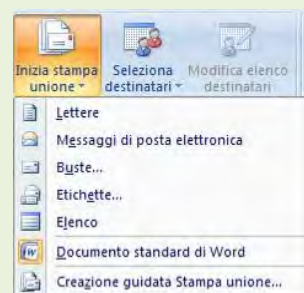 Inizia stampa unione
Seleziona destinatari
Modifica elenco destinatari
Lettere
Messaggi di posta elettronica
Buste...
Etichette...
Elenco
Documento standard di Word
Creazione guidata Stampa unione...